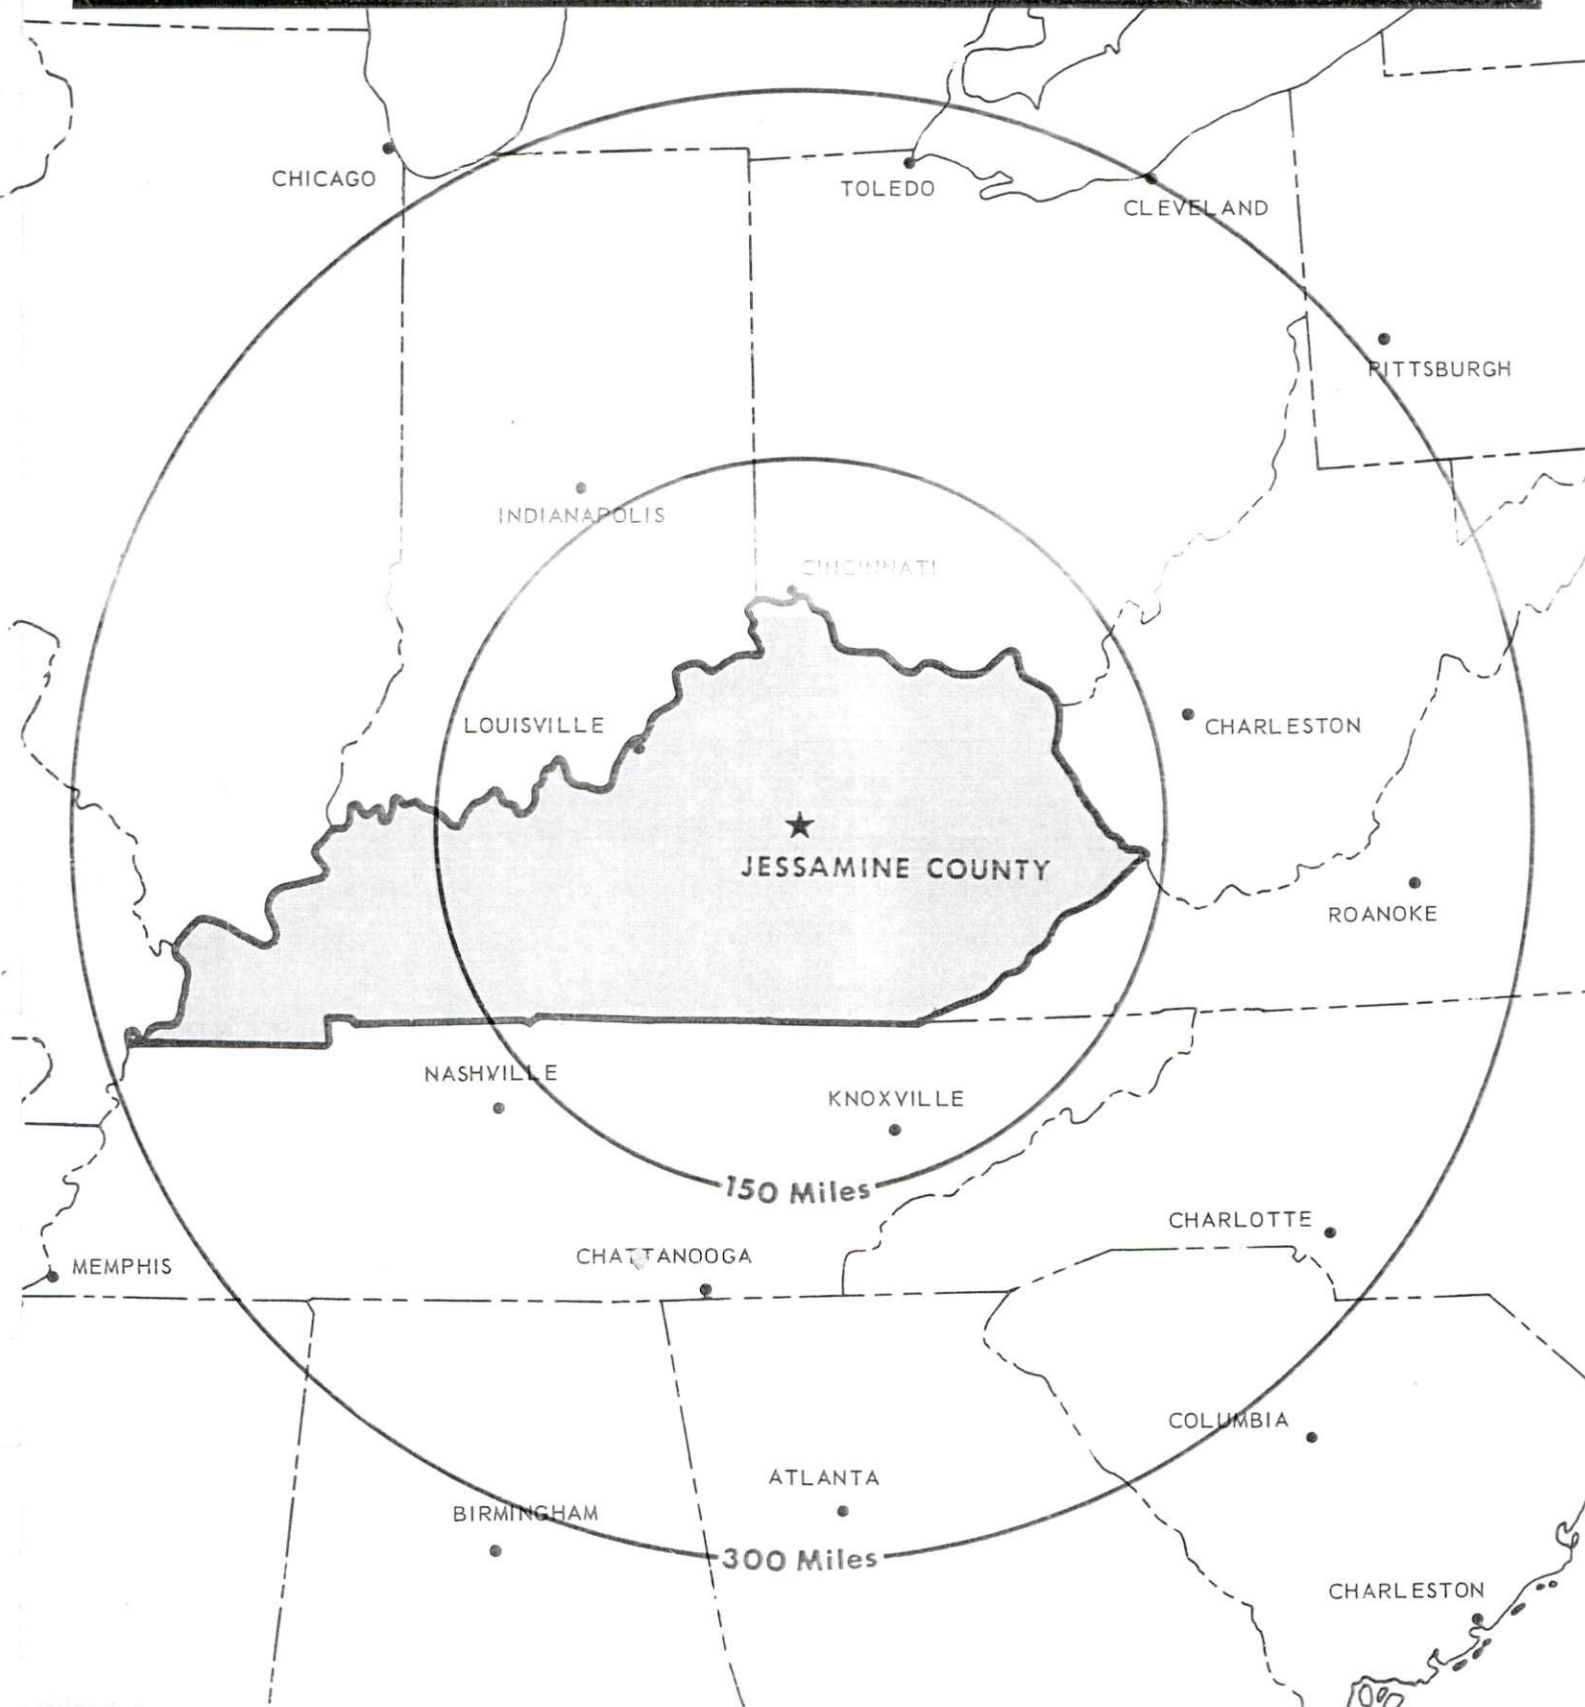 CHICAGO
TOLEDO
CLEVELAND
PITTSBURGH
INDIANAPOLIS
CINCINNATI
LOUISVILLE
CHARLESTON
JESSAMINE COUNTY
ROANOKE
NASHVILLE
KNOXVILLE
150 Miles
CHARLOTTE
CHATTANOOGA
MEMPHIS
COLUMBIA
ATLANTA
BIRMINGHAM
300 Miles
CHARLESTON